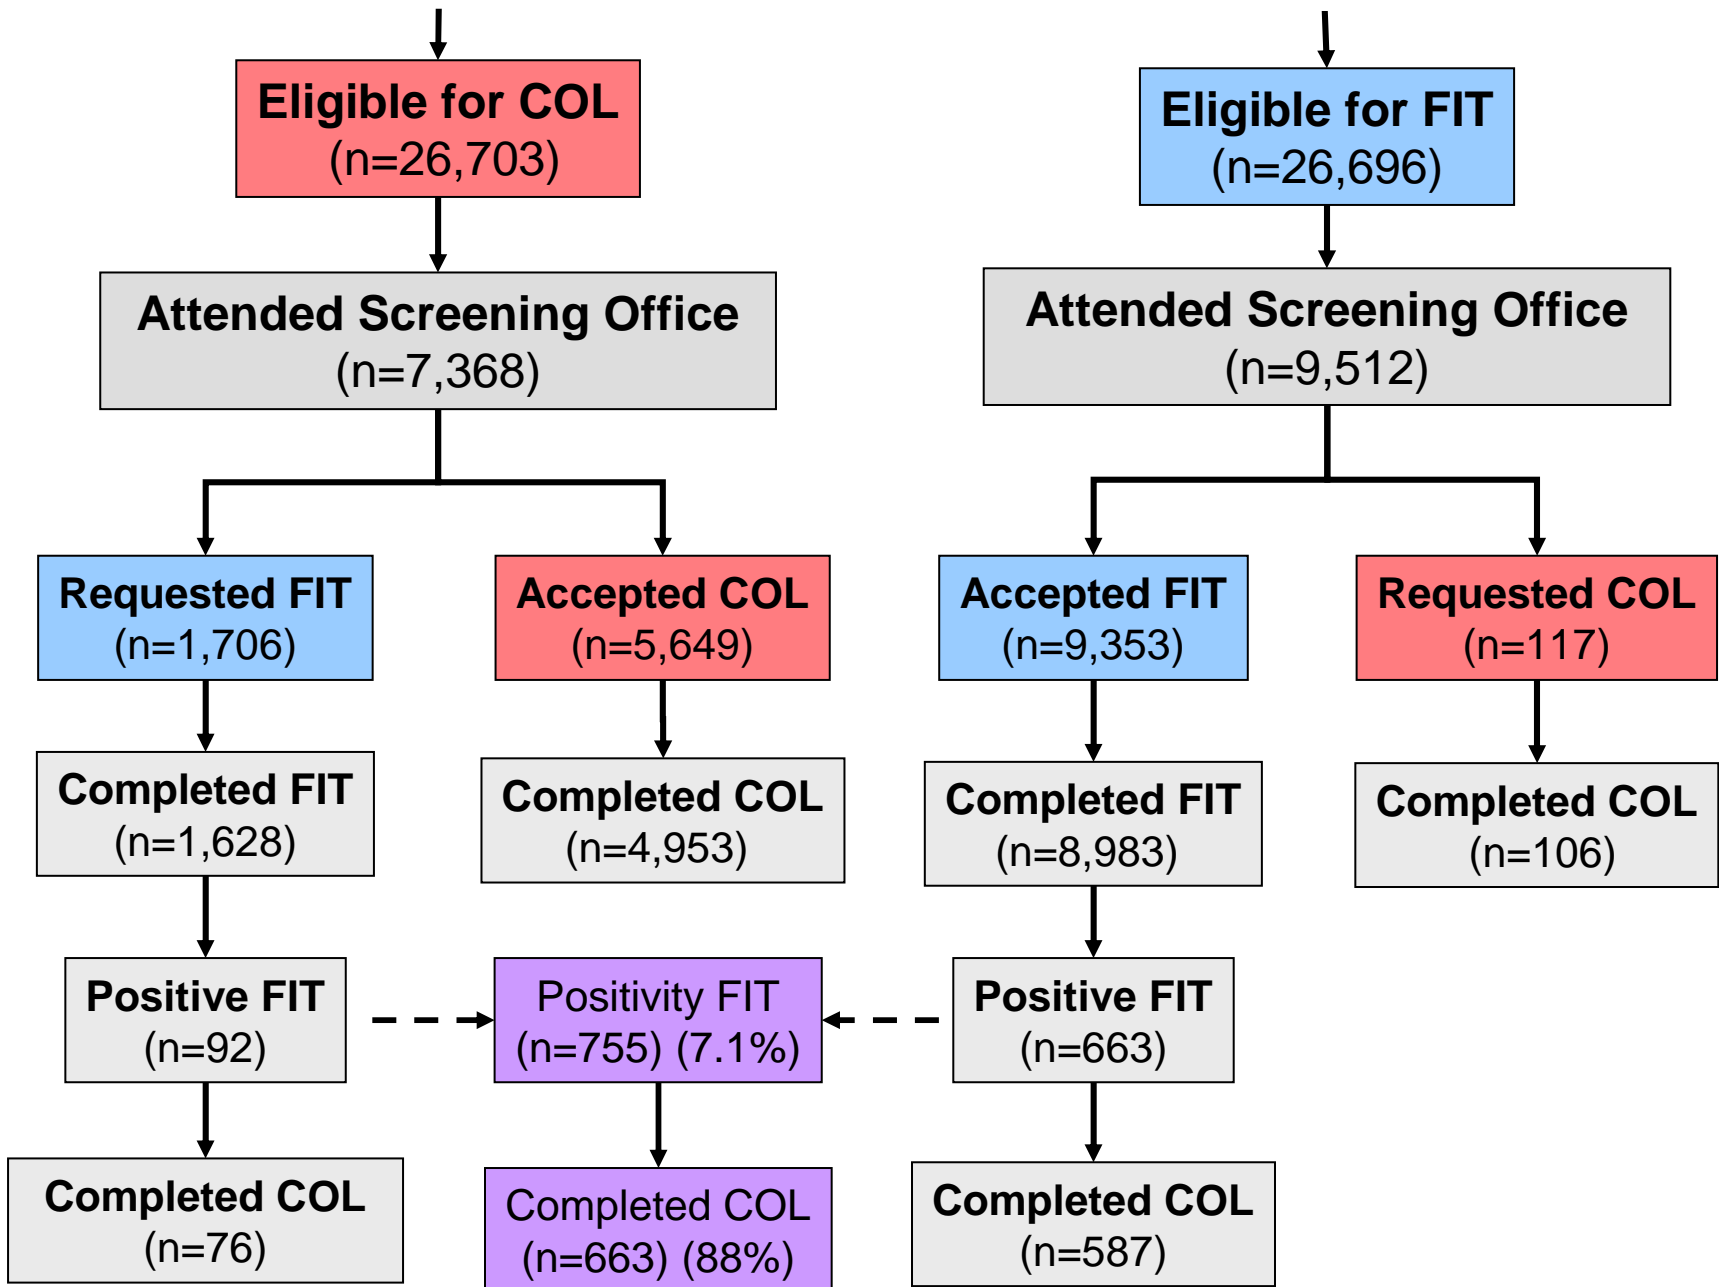 Eligible for COL
(n=26,703)
Eligible for FIT
(n=26,696)
Attended Screening Office
(n=7,368)
Attended Screening Office
(n=9,512)
Requested FIT
(n=1,706)
Accepted COL
(n=5,649)
Accepted FIT
(n=9,353)
Requested COL
(n=117)
Completed FIT
(n=1,628)
Completed COL
(n=4,953)
Completed FIT
(n=8,983)
Completed COL
(n=106)
Positive FIT
(n=92)
Positivity FIT
(n=755) (7.1%)
Positive FIT
(n=663)
Completed COL
(n=76)
Completed COL
(n=663) (88%)
Completed COL
(n=587)